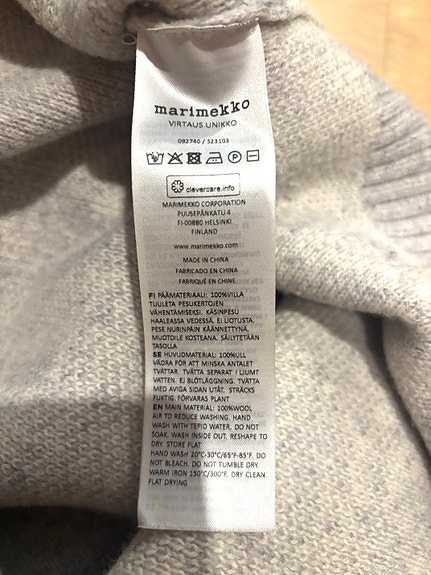 marimekko
VIRTAUS UNIKKO
092740 / 523103
clevercare.info
MARIMEKKO CORPORATION
PUUSEPÄNKATU 4
FI-00880 HELSINKI
FINLAND
www.marimekko.com
MADE IN CHINA
FABRICADO EN CHINA
FABRIQUÉ EN CHINE
FI PÄÄMATERIAALI: 100%VILLA
TUULETA PESUKERTOJEN
VÄHENTÄMISEKSI. KÄSINPESU
HAALEASSA VEDESSÄ. EI LIOTUSTA.
PESE NURINPÄIN KÄÄNNETTYNÄ,
MUOTOILE KOSTEANA. SÄILYTETÄÄN
TASOLLA
SE HUVUDMATERIAL: 100%ULL
VÄDRA FÖR ATT MINSKA ANTALET
TVÄTTAR. TVÄTTA SEPARAT I LJUMT
VATTEN. EJ BLÖTLÄGGNING. TVÄTTA
MED AVIGA SIDAN UTÅT. STRÄCKS
FUKTIG. FÖRVARAS PLANT
EN MAIN MATERIAL: 100%WOOL
AIR TO REDUCE WASHING. HAND
WASH WITH TEPID WATER. DO NOT
SOAK. WASH INSIDE OUT. RESHAPE TO
DRY. STORE FLAT
HAND WASH 20°C-30°C/65°F-85°F. DO
NOT BLEACH. DO NOT TUMBLE DRY.
WARM IRON 150°C/300°F. DRY CLEAN.
FLAT DRYING